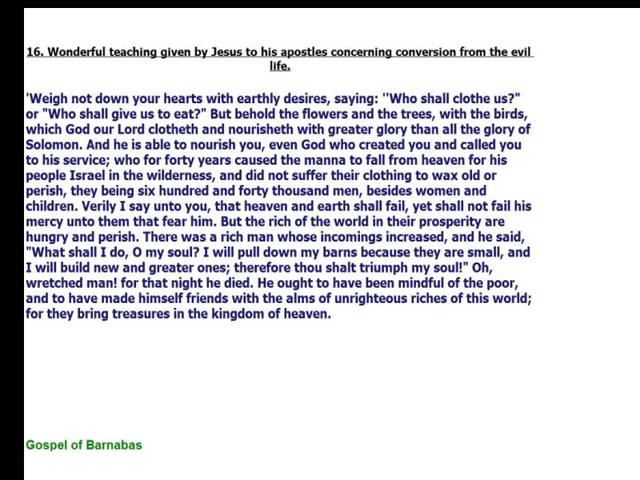 16. Wonderful teaching given by Jesus to his apostles concerning conversion from the evil
life.
'Weigh not down your hearts with earthly desires, saying: ''Who shall clothe us?"
or "Who shall give us to eat?" But behold the flowers and the trees, with the birds,
which God our Lord clotheth and nourisheth with greater glory than all the glory of
Solomon. And he is able to nourish you, even God who created you and called you
to his service; who for forty years caused the manna to fall from heaven for his
people Israel in the wilderness, and did not suffer their clothing to wax old or
perish, they being six hundred and forty thousand men, besides women and
children. Verily I say unto you, that heaven and earth shall fail, yet shall not fail his
mercy unto them that fear him. But the rich of the world in their prosperity are
hungry and perish. There was a rich man whose incomings increased, and he said,
"What shall I do, O my soul? I will pull down my barns because they are small, and
I will build new and greater ones; therefore thou shalt triumph my soul!" Oh,
wretched man! for that night he died. He ought to have been mindful of the poor,
and to have made himself friends with the alms of unrighteous riches of this world;
for they bring treasures in the kingdom of heaven.
Gospel of Barnabas